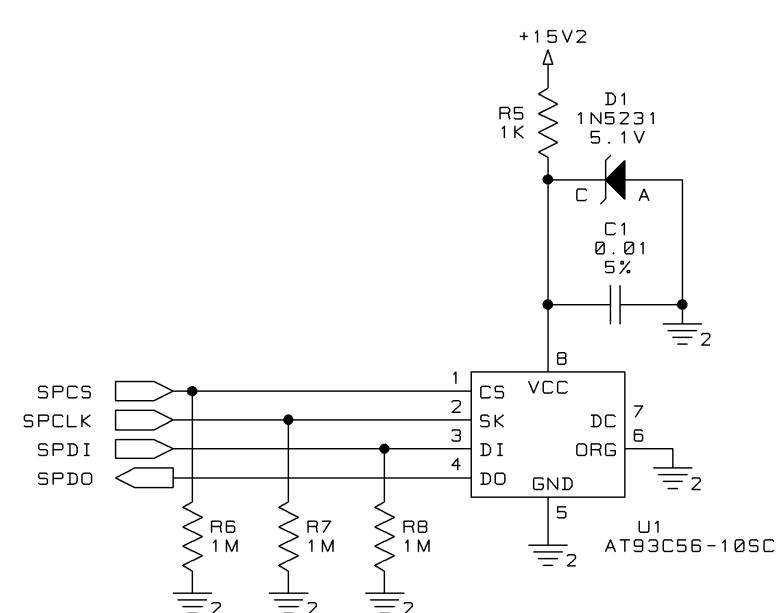 +15V2
D1
1N5231
5.1V
R5
1K
C
A
C1
0.01
5%
2
8
SPCS
1
CS
VCC
SPCLK
2
SK
DC
7
SPDI
3
DI
ORG
6
SPDO
4
DO
2
GND
5
R6
1M
R7
1M
R8
1M
U1
AT93C56-10SC
2
2
2
2